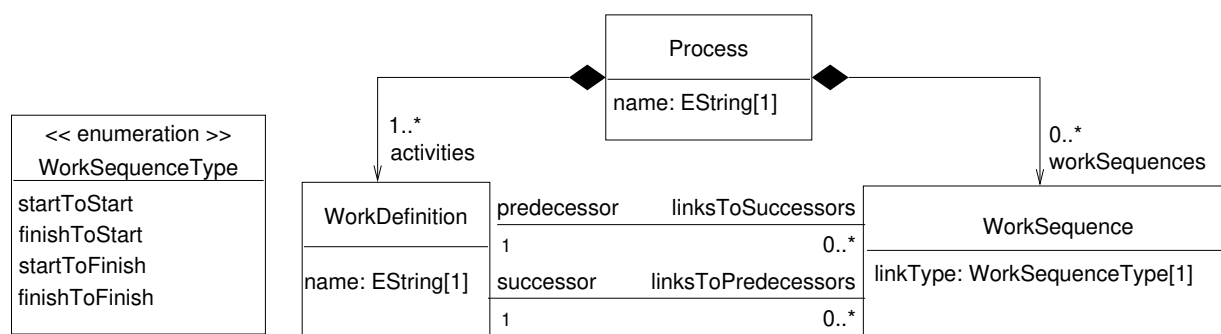 Process
name: EString[1]
<< enumeration >>
WorkSequenceType
startToStart
finishToStart
startToFinish
finishToFinish
1..*
activities
0..*
workSequences
WorkDefinition
name: EString[1]
predecessor
linksToSuccessors
1
0..*
successor
linksToPredecessors
1
0..*
WorkSequence
linkType: WorkSequenceType[1]